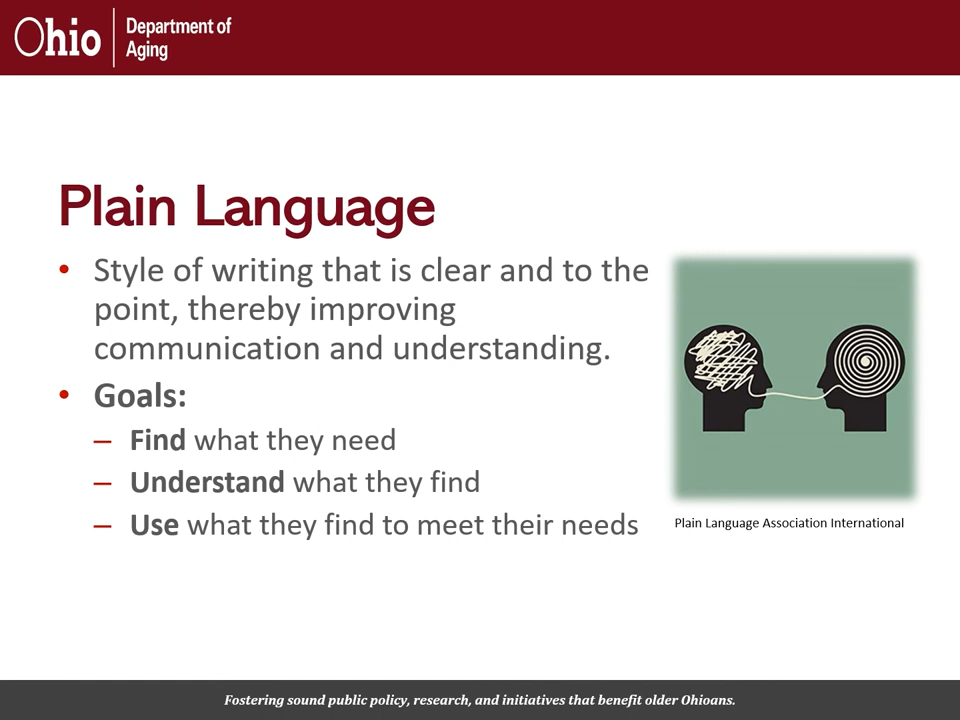 Ohio
Department of
Aging
Plain Language
• Style of writing that is clear and to the
point, thereby improving
communication and understanding.
• Goals:
– Find what they need
– Understand what they find
– Use what they find to meet their needs
Plain Language Association International
Fostering sound public policy, research, and initiatives that benefit older Ohioans.